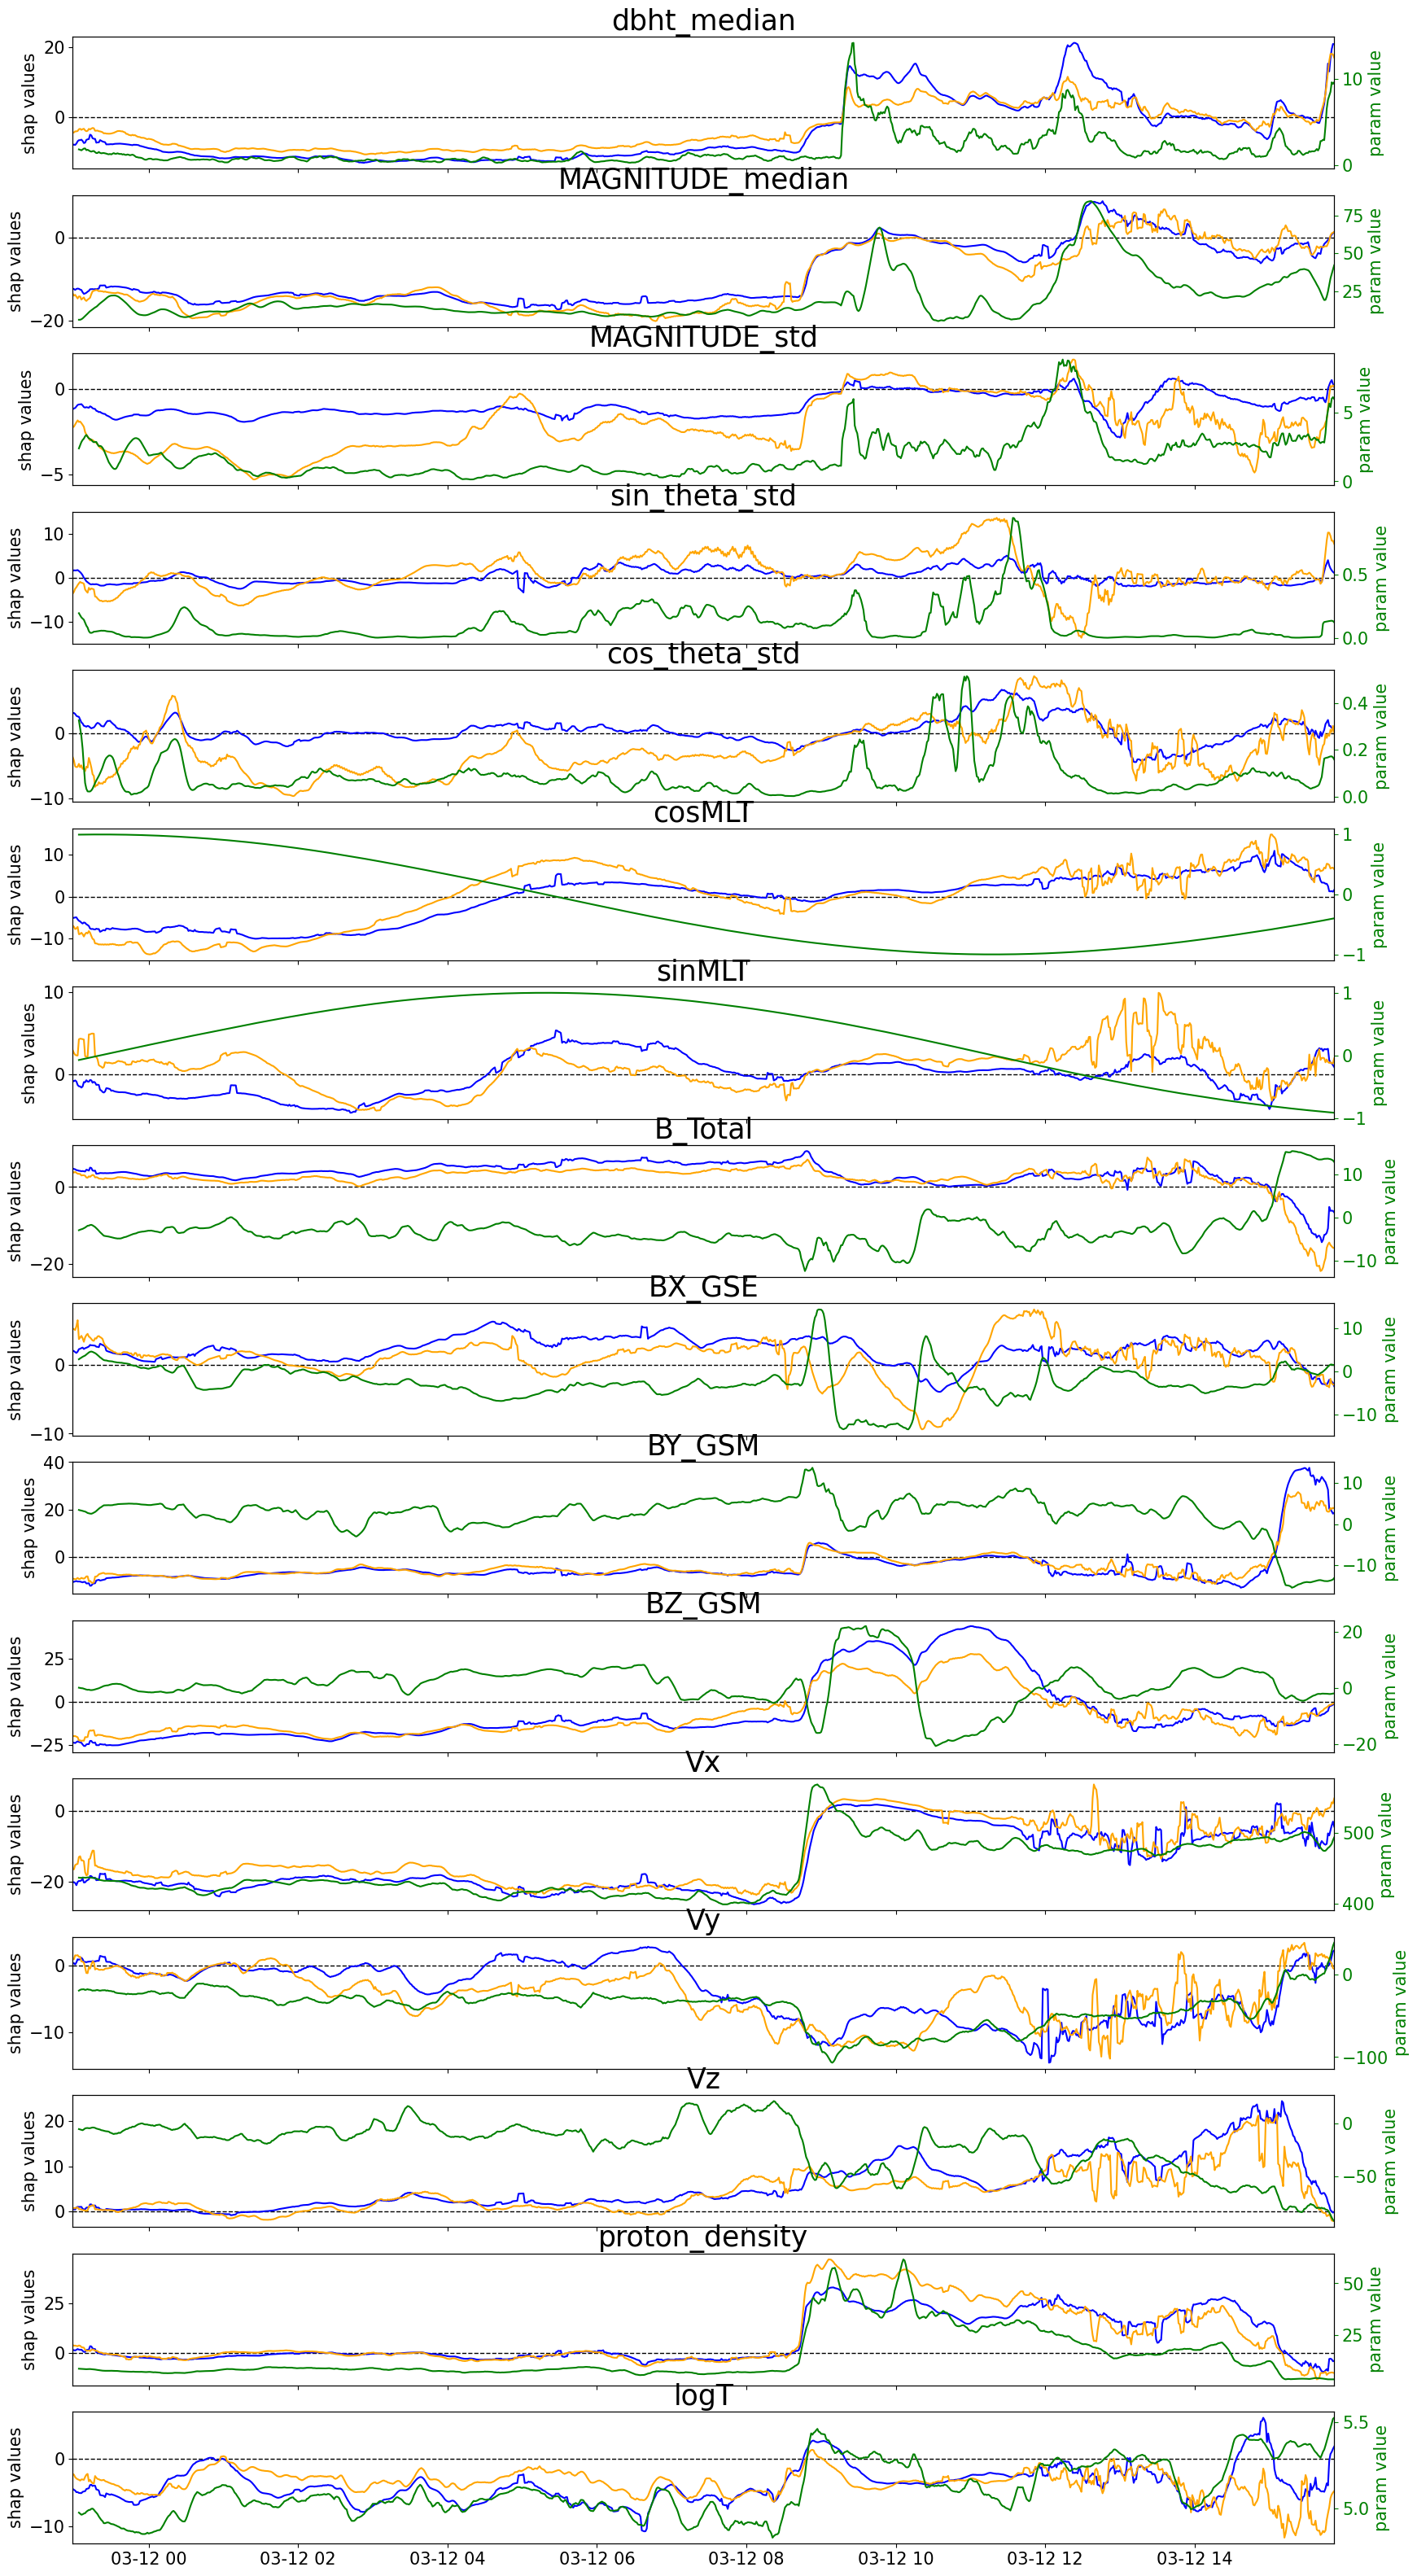 dbht_median
20
0
shap values
10
0
param value
MAGNITUDE_median
0
−20
shap values
75
50
25
param value
MAGNITUDE_std
0
−5
shap values
5
0
param value
sin_theta_std
10
0
−10
shap values
0.5
0.0
param value
cos_theta_std
0
−10
shap values
0.4
0.2
0.0
param value
cosMLT
10
0
−10
shap values
1
0
−1
param value
sinMLT
10
0
shap values
1
0
−1
param value
B_Total
0
−20
shap values
10
0
−10
param value
BX_GSE
0
−10
shap values
10
0
−10
param value
BY_GSM
40
20
0
shap values
10
0
−10
param value
BZ_GSM
25
0
−25
shap values
20
0
−20
param value
Vx
0
−20
shap values
500
400
param value
Vy
0
−10
shap values
0
−100
param value
Vz
20
10
0
shap values
0
−50
param value
proton_density
25
0
shap values
50
25
param value
logT
0
−10
shap values
5.5
5.0
param value
03-12 00 03-12 02 03-12 04 03-12 06 03-12 08 03-12 10 03-12 12 03-12 14